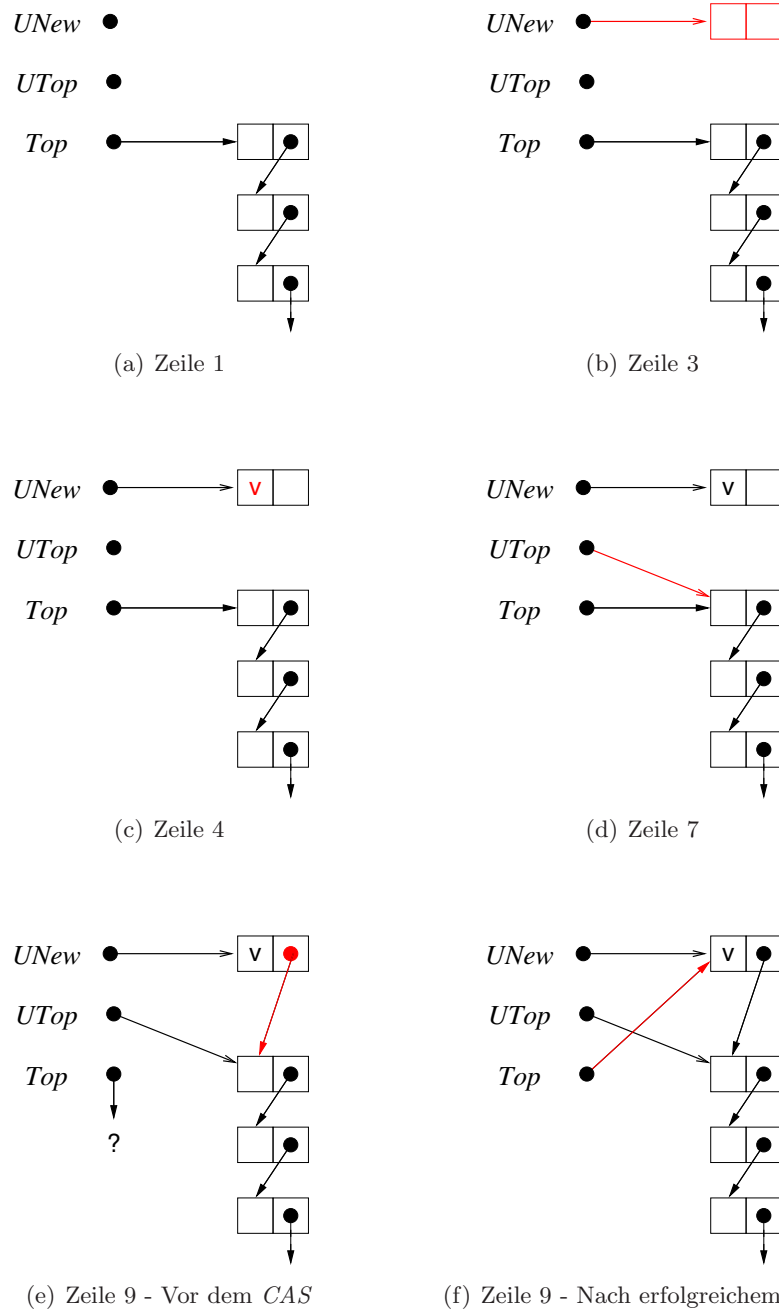 UNew
UTop
Top
(a) Zeile 1
UNew
UTop
Top
(b) Zeile 3
UNew
v
UTop
Top
(c) Zeile 4
UNew
v
UTop
Top
(d) Zeile 7
UNew
v
UTop
Top
?
(e) Zeile 9 - Vor dem CAS
UNew
v
UTop
Top
(f) Zeile 9 - Nach erfolgreichem